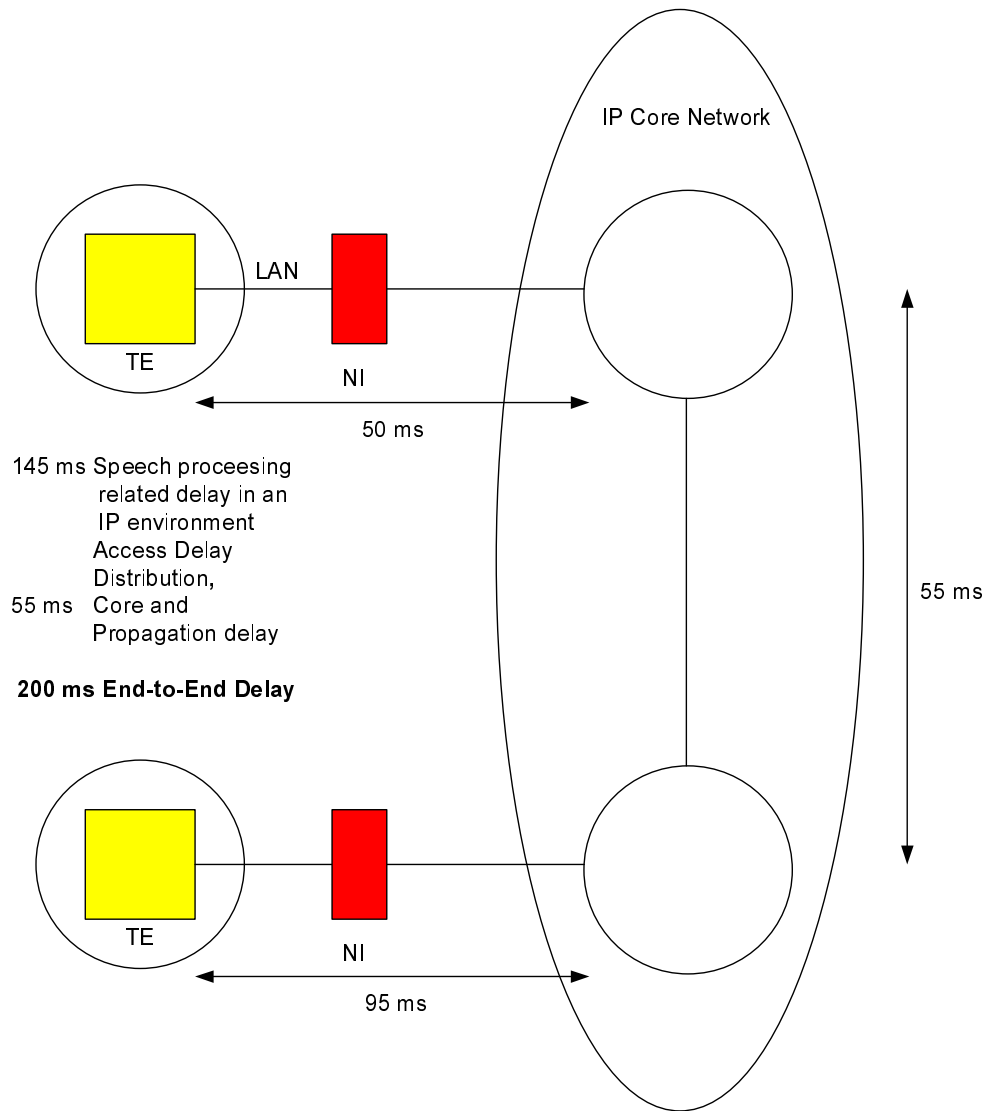 IP Core Network
LAN
TE
NI
50 ms
145 ms Speech proceesing
related delay in an
IP environment
Access Delay
Distribution,
55 ms Core and
Propagation delay
55 ms
200 ms End-to-End Delay
TE
NI
95 ms